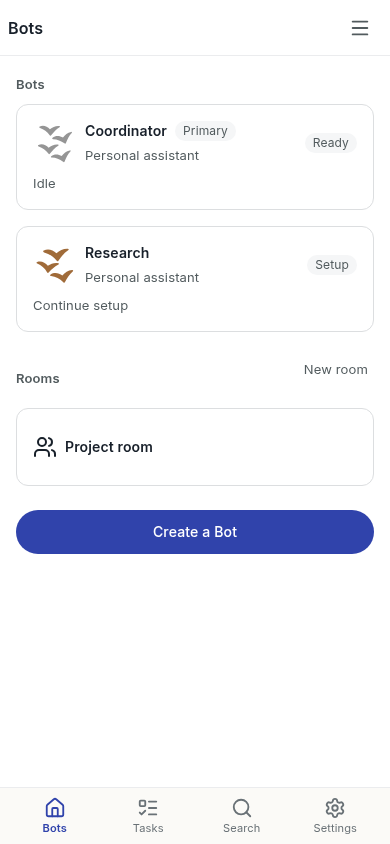 Bots
Bots
Coordinator Primary
Personal assistant
Ready
Idle
Research
Personal assistant
Setup
Continue setup
New room
Rooms
Project room
Create a Bot
Bots Tasks Search Settings